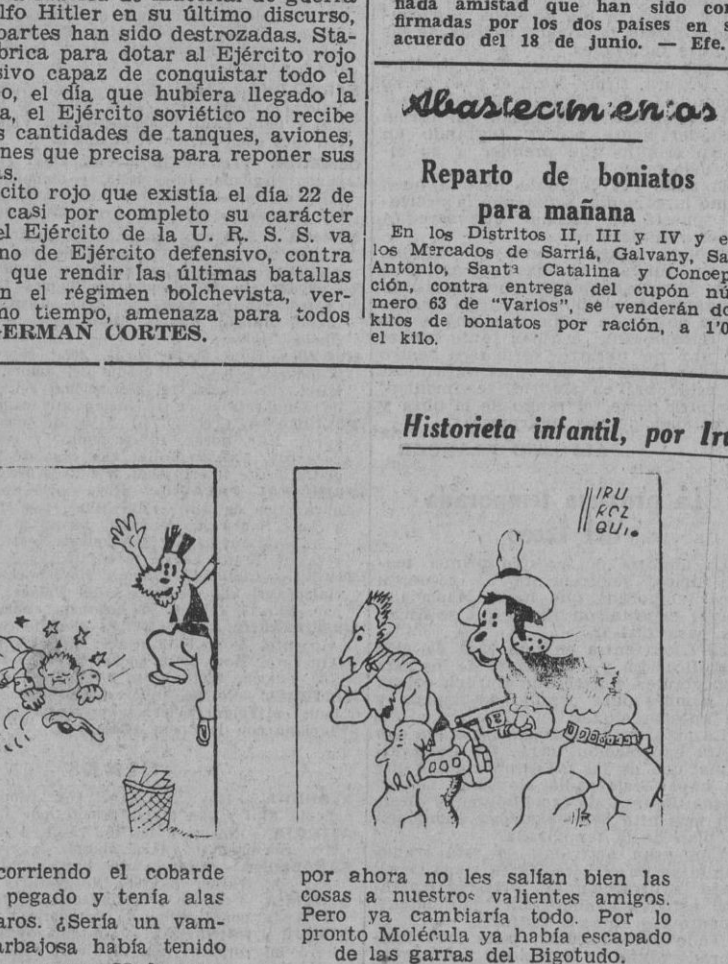 lfo Hitler en su último discurso,
partes han sido destrozadas. Sta-
brica para dotar al Ejército rojo
sivo capaz de conquistar todo el
o, el día que hubiera llegado la
a, el Ejército soviético no recibe
s cantidades de tanques, aviones,
nes que precisa para reponer sus
s.
cito rojo que existía el día 22 de
casi por completo su carácter
el Ejército de la U. R. S. S. va
no de Ejército defensivo, contra
que rendir las últimas batallas
n el régimen bolchevista, ver-
no tiempo, amenaza para todos
GERMAN CORTES.
nada amistad que han sido con
firmadas por los dos países en s
acuerdo del 18 de junio. — Efe.
Abastecim en os
Reparto de boniatos
para mañana
En los Distritos II, III y IV y e
los Mercados de Sarriá, Galvany, Sa
Antonio, Santa Catalina y Concep
ción, contra entrega del cupón nú
mero 63 de "Varios", se venderán do
kilos de boniatos por ración, a 1'0
el kilo.
Historieta infantil, por Iru
IRU
ROZ
QUI.
corriendo el cobarde
pegado y tenía alas
aros. ¿Sería un vam-
arbajosa había tenido
por ahora no les salían bien las
cosas a nuestros valientes amigos.
Pero ya cambiaría todo. Por lo
pronto Molécula ya había escapado
de las garras del Bigotudo.